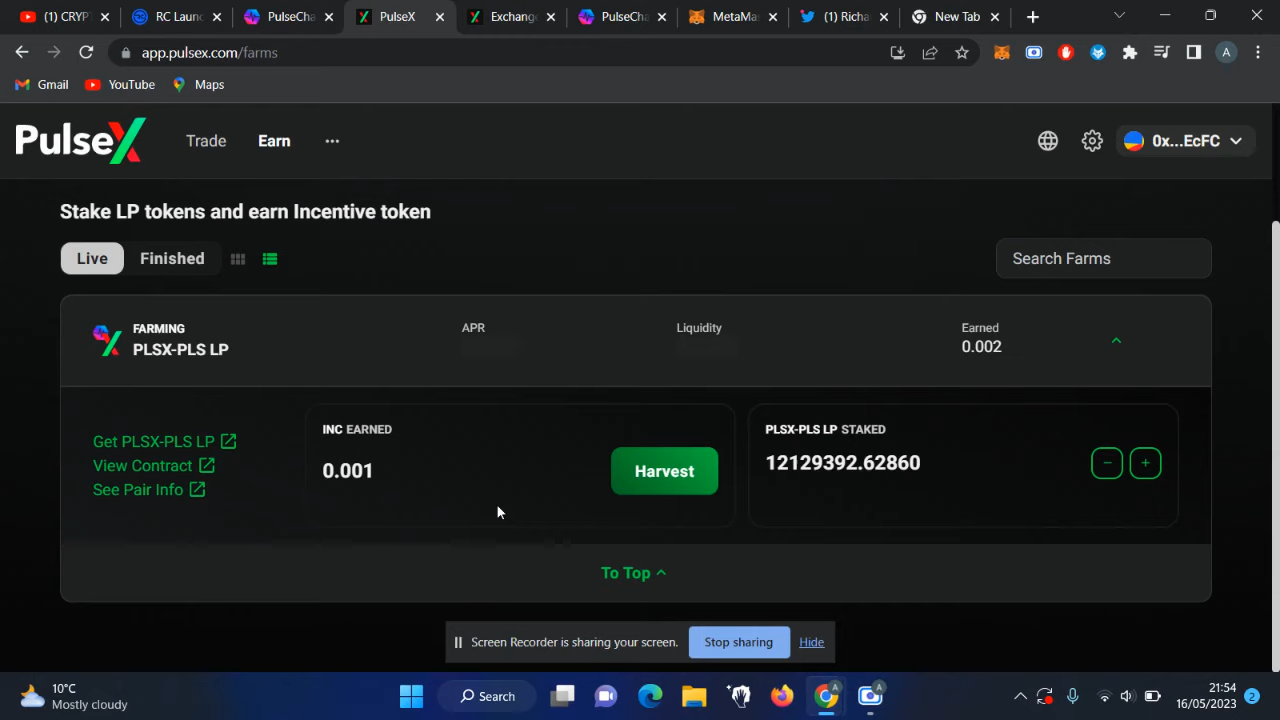 (1) CRYP
RC Laun
PulseCha
PulseX
Exchang
PulseCha
MetaMa
(1) Richa
New Tab
app.pulsex.com/farms
A
Gmail YouTube Maps
PulseX Trade Earn ... 0x...EcFC
Stake LP tokens and earn Incentive token
Live Finished Search Farms
FARMING APR Liquidity Earned
PLSX-PLS LP 0.002
Get PLSX-PLS LP
View Contract
See Pair Info
INC EARNED
0.001 Harvest
PLSX-PLS LP STAKED
12129392.62860 - +
To Top
Screen Recorder is sharing your screen. Stop sharing Hide
10°C
Mostly cloudy
Search
21:54
16/05/2023
2